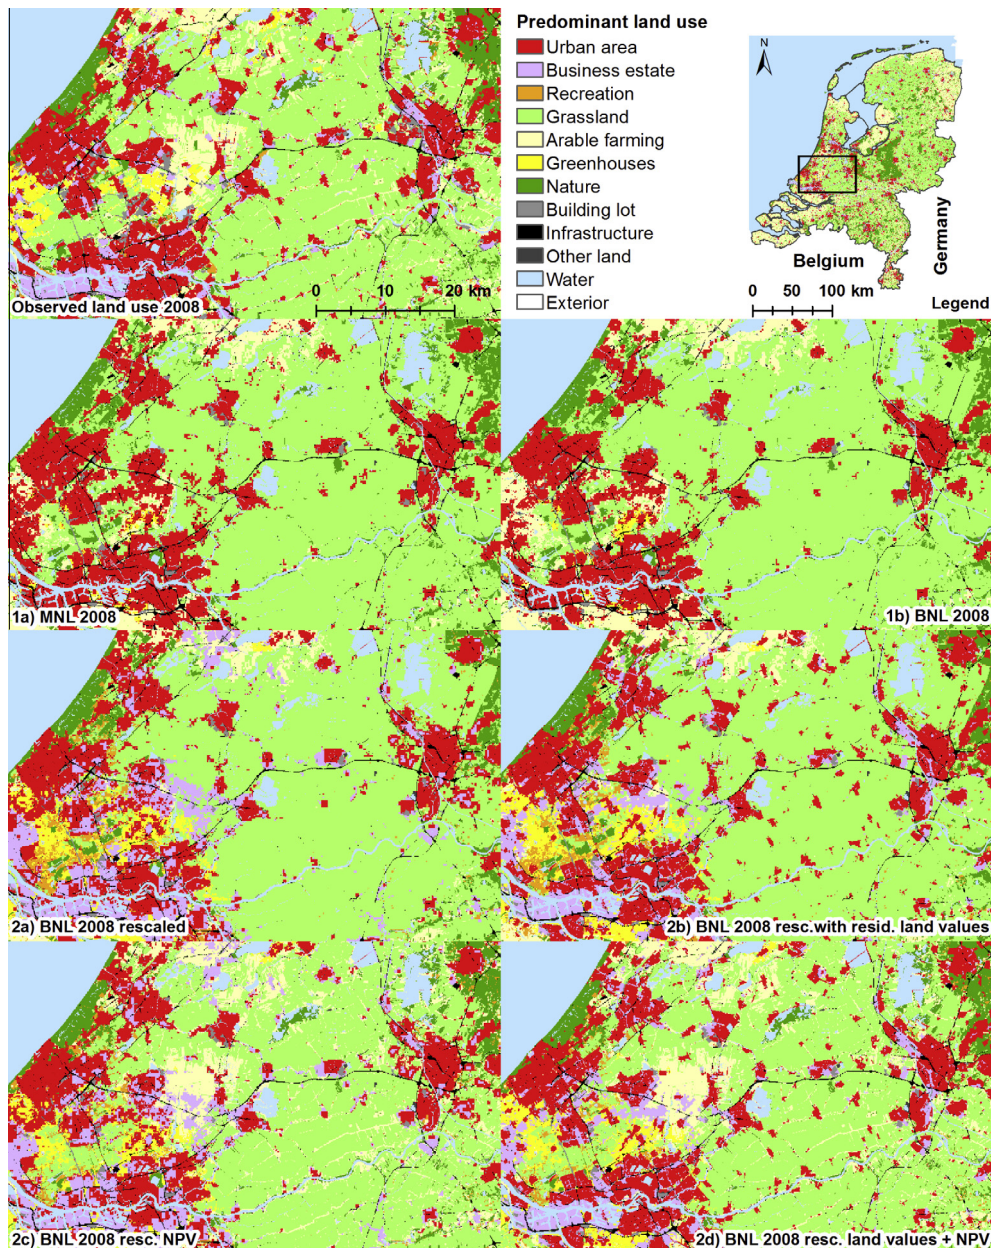 Predominant land use
Urban area
Business estate
Recreation
Grassland
Arable farming
Greenhouses
Nature
Building lot
Infrastructure
Other land
Water
Exterior
N
Belgium
Germany
0 50 100 km
Legend
0 10 20 km
Observed land use 2008
1a) MNL 2008
1b) BNL 2008
2a) BNL 2008 rescaled
2b) BNL 2008 resc.with resid. land values
2c) BNL 2008 resc. NPV
2d) BNL 2008 resc. land values + NPV